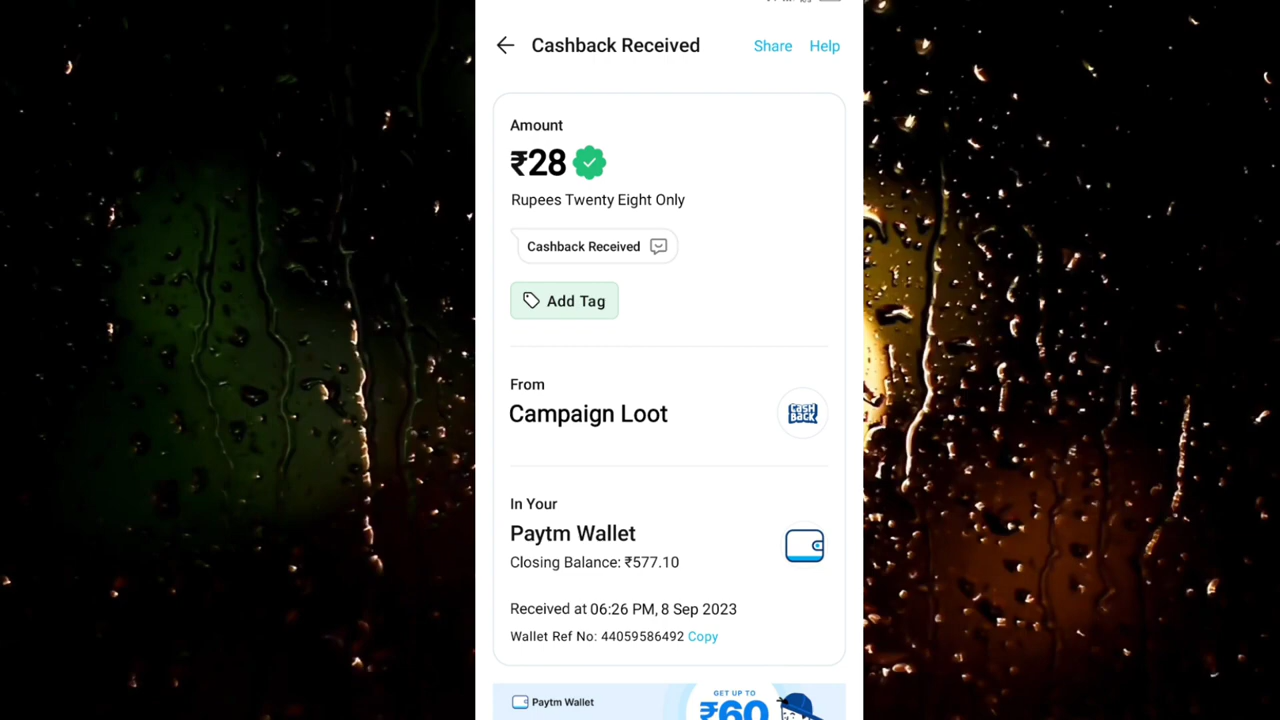 Cashback Received
Share Help
Amount
₹28
Rupees Twenty Eight Only
Cashback Received
Add Tag
From
Campaign Loot
CASH
BACK
In Your
Paytm Wallet
Closing Balance: ₹577.10
Received at 06:26 PM, 8 Sep 2023
Wallet Ref No: 44059586492 Copy
Paytm Wallet
GET UP TO
₹60